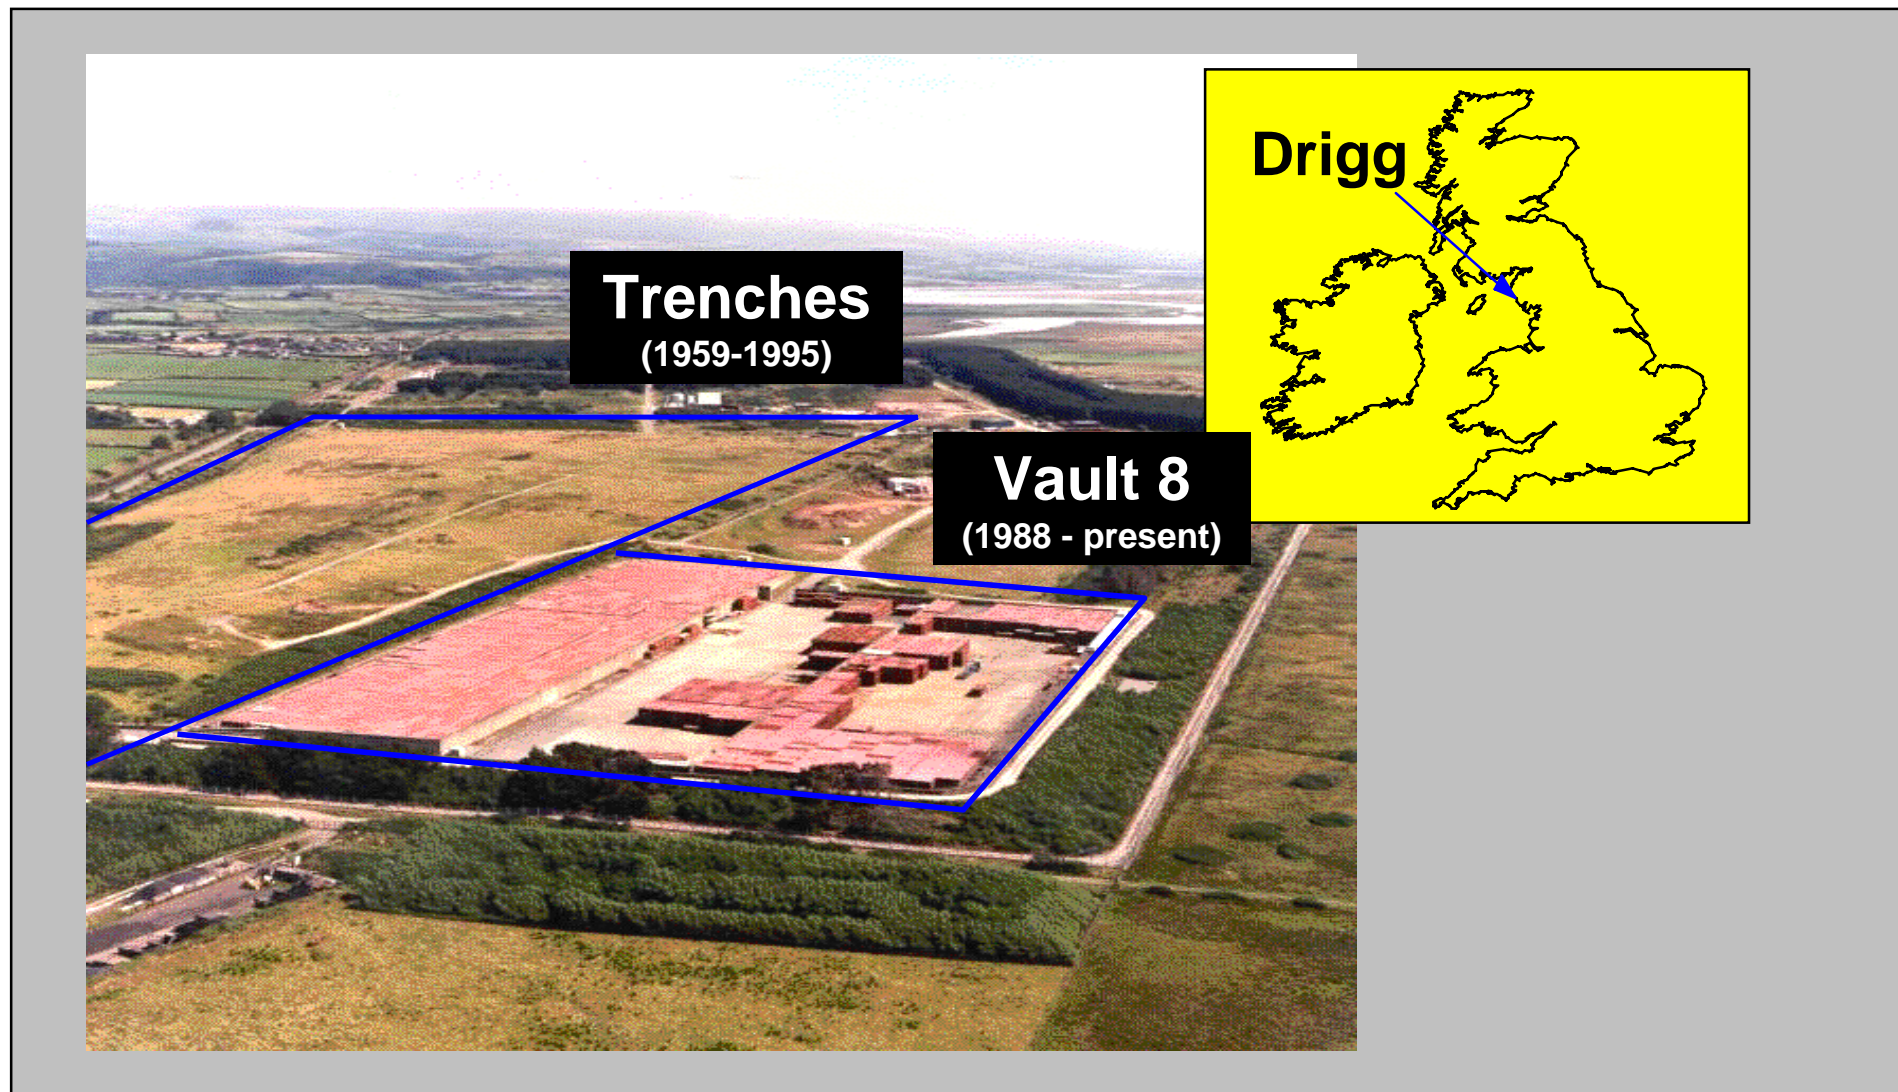 Drigg
Trenches
(1959-1995)
Vault 8
(1988 - present)